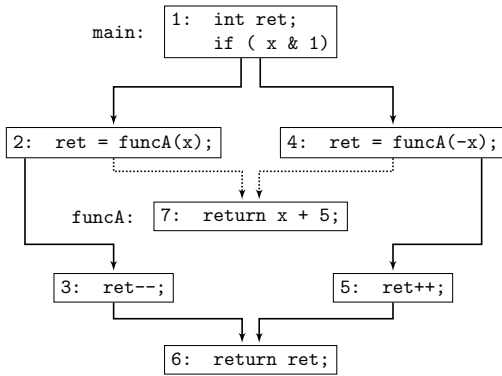 main:
1: int ret;
if ( x & 1)
2: ret = funcA(x);
4: ret = funcA(-x);
funcA:
7: return x + 5;
3: ret--;
5: ret++;
6: return ret;